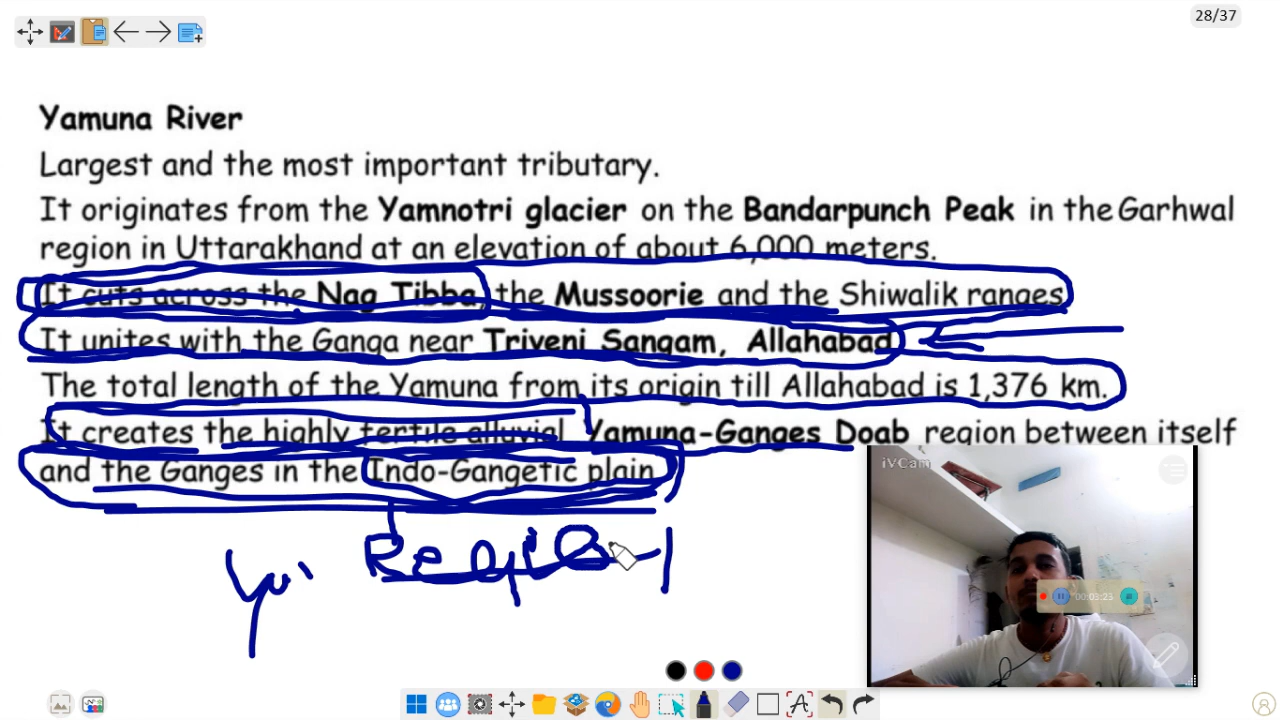 28/37
Yamuna River
Largest and the most important tributary.
It originates from the Yamnotri glacier on the Bandarpunch Peak in the Garhwal
region in Uttarakhand at an elevation of about 6,000 meters.
It cuts across the Nag Tibba, the Mussoorie and the Shiwalik ranges
It unites with the Ganga near Triveni Sangam, Allahabad
The total length of the Yamuna from its origin till Allahabad is 1,376 km.
It creates the highly fertile alluvial, Yamuna-Ganges Doab region between itself
and the Ganges in the Indo-Gangetic plain
iVCam
00:03:23